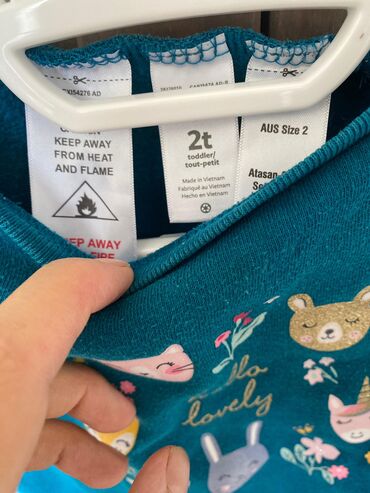 KEEP AWAY
FROM HEAT
AND FLAME
KEEP AWAY
FIRE
2t
toddler/
tout-petit
Made in Vietnam
Fabriqué au Vietnam
Hecho en Vietnam
AUS Size 2
Atasan
lovely